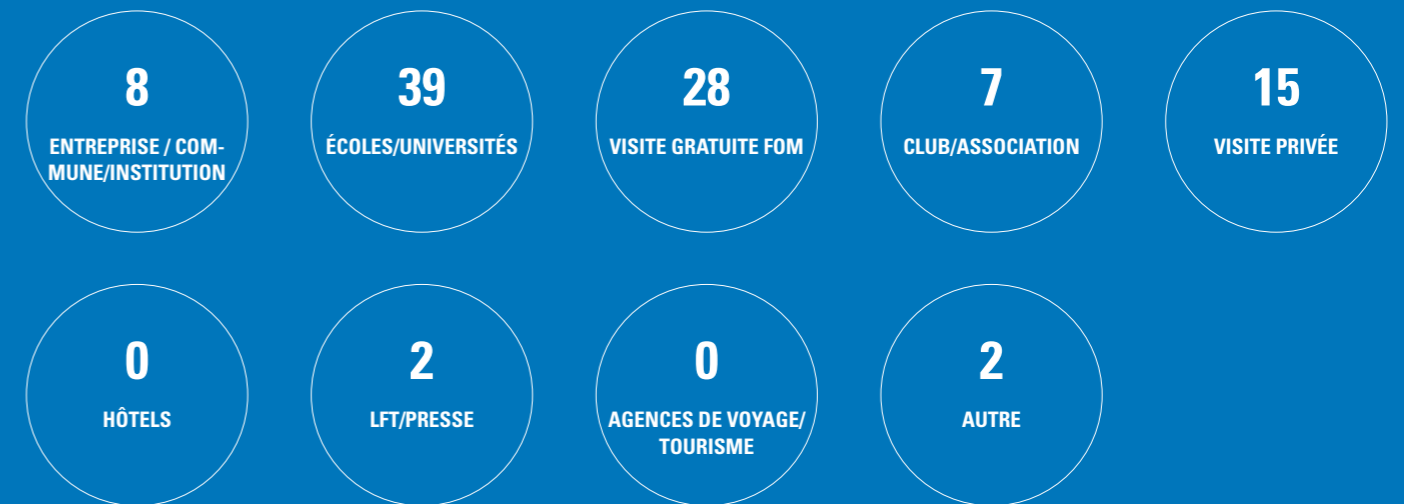 8
ENTREPRISE / COM-
MUNE/INSTITUTION
39
ÉCOLES/UNIVERSITÉS
28
VISITE GRATUITE FOM
7
CLUB/ASSOCIATION
15
VISITE PRIVÉE
0
HÔTELS
2
LFT/PRESSE
0
AGENCES DE VOYAGE/
TOURISME
2
AUTRE